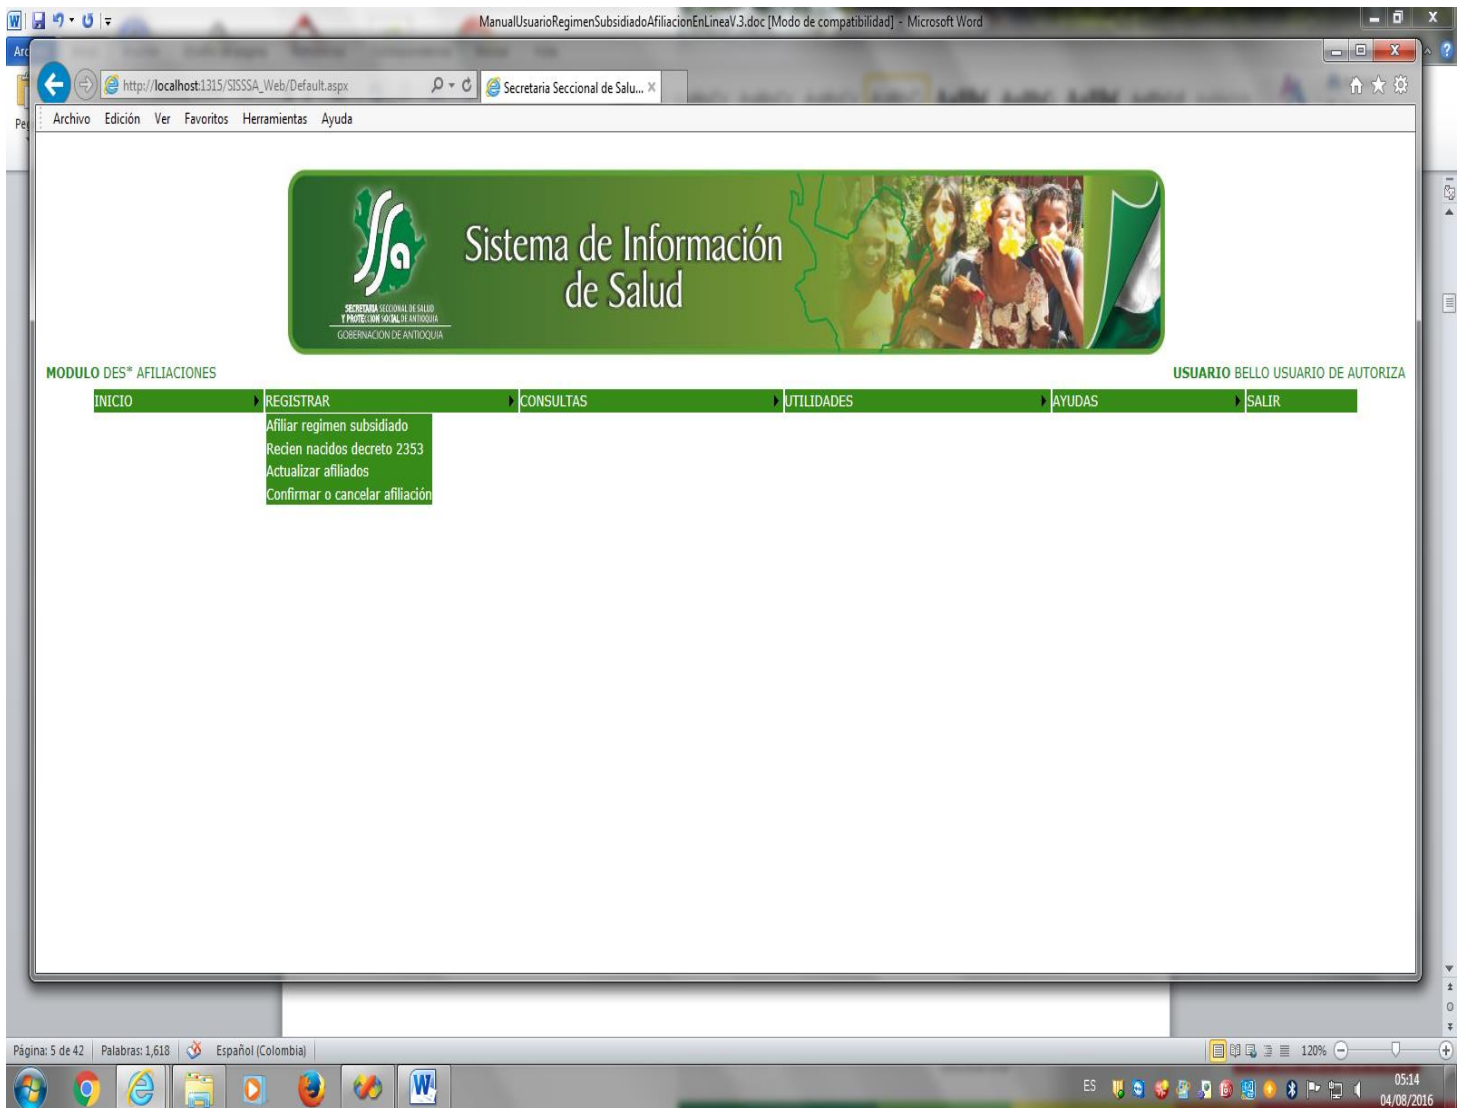 ManualUsuarioRegimenSubsidiadoAfiliacionEnLineaV.3.doc [Modo de compatibilidad] - Microsoft Word
http://localhost:1315/SISSSA_Web/Default.aspx
Secretaria Seccional de Salu...
Archivo Edición Ver Favoritos Herramientas Ayuda
Sistema de Información
de Salud
SECRETARIA SECCIONAL DE SALUD
Y PROTECCION SOCIAL DE ANTIOQUIA
GOBERNACION DE ANTIOQUIA
MODULO DES* AFILIACIONES
USUARIO BELLO USUARIO DE AUTORIZA
INICIO REGISTRAR CONSULTAS UTILIDADES AYUDAS SALIR
Afiliar regimen subsidiado
Recien nacidos decreto 2353
Actualizar afiliados
Confirmar o cancelar afiliación
Página: 5 de 42 Palabras: 1,618 Español (Colombia) 120%
ES 05:14
04/08/2016